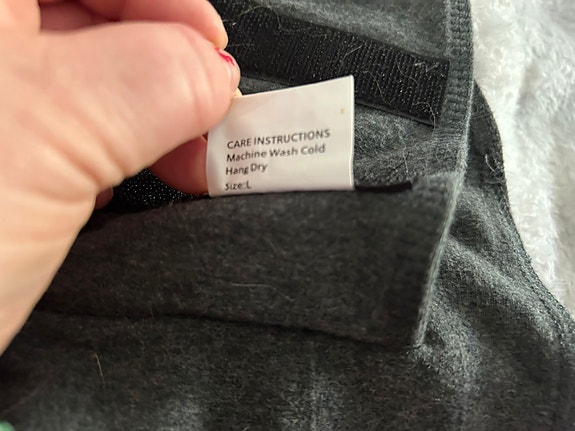 CARE INSTRUCTIONS
Machine Wash Cold
Hang Dry
Size:L